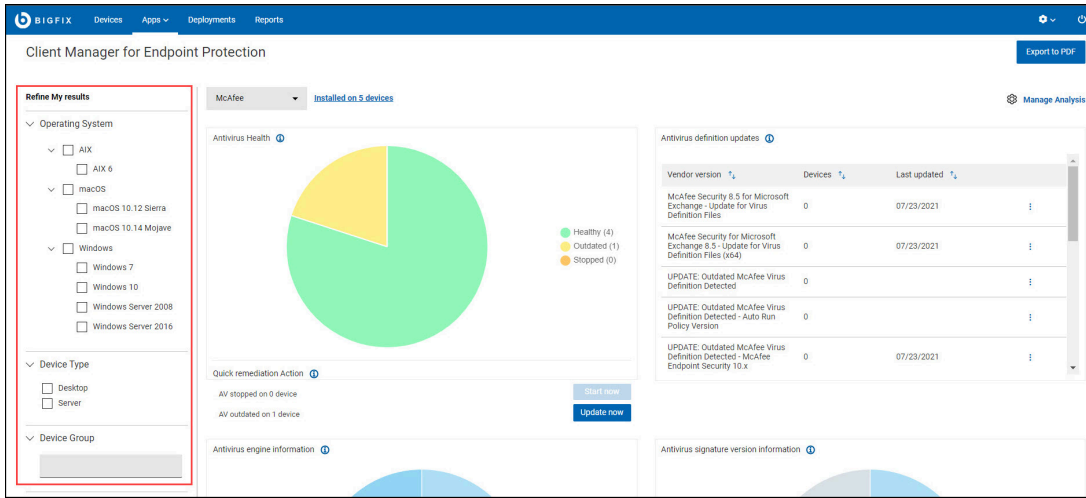 BIGFIX Devices Apps Deployments Reports
Client Manager for Endpoint Protection
Export to PDF
Refine My results
Operating System
AIX
AIX 6
macOS
macOS 10.12 Sierra
macOS 10.14 Mojave
Windows
Windows 7
Windows 10
Windows Server 2008
Windows Server 2016
Device Type
Desktop
Server
Device Group
McAfee Installed on 5 devices
Manage Analysis
Antivirus Health
Healthy (4)
Outdated (1)
Stopped (0)
Quick remediation Action
AV stopped on 0 device Start now
AV outdated on 1 device Update now
Antivirus definition updates
Vendor version Devices Last updated
McAfee Security 8.5 for Microsoft
Exchange - Update for Virus 0 07/23/2021
Definition Files
McAfee Security for Microsoft
Exchange 8.5 - Update for Virus 0 07/23/2021
Definition Files (x64)
UPDATE: Outdated McAfee Virus 0
Definition Detected
UPDATE: Outdated McAfee Virus
Definition Detected - Auto Run 0
Policy Version
UPDATE: Outdated McAfee Virus
Definition Detected - McAfee 0 07/23/2021
Endpoint Security 10.x
Antivirus engine information
Antivirus signature version information